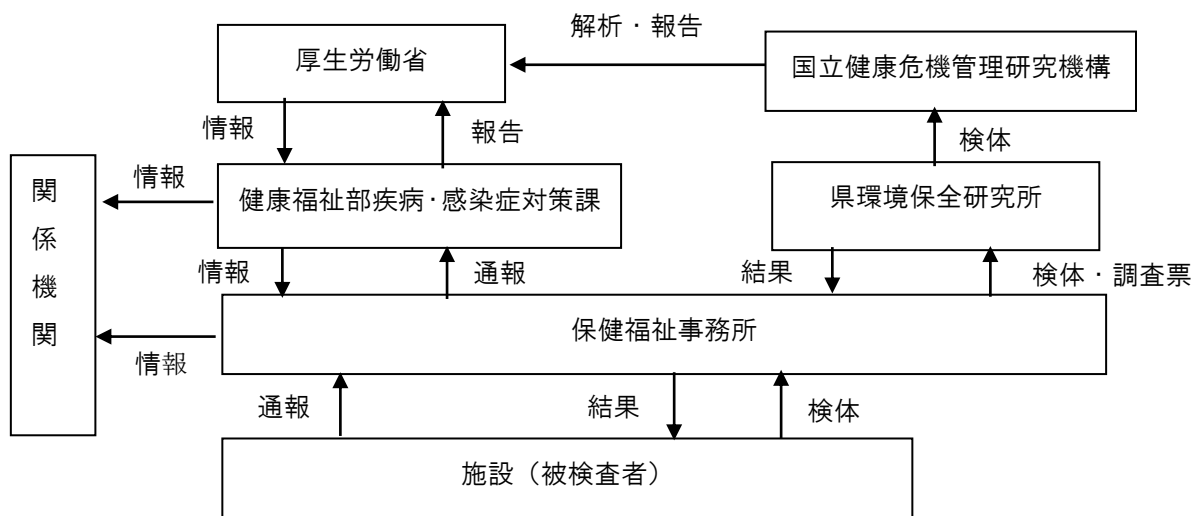 解析・報告
厚生労働省
国立健康危機管理研究機構
情報
報告
検体
関係機関
情報
健康福祉部疾病・感染症対策課
県環境保全研究所
情報
通報
結果
検体・調査票
保健福祉事務所
情報
通報
結果
検体
施設（被検査者）